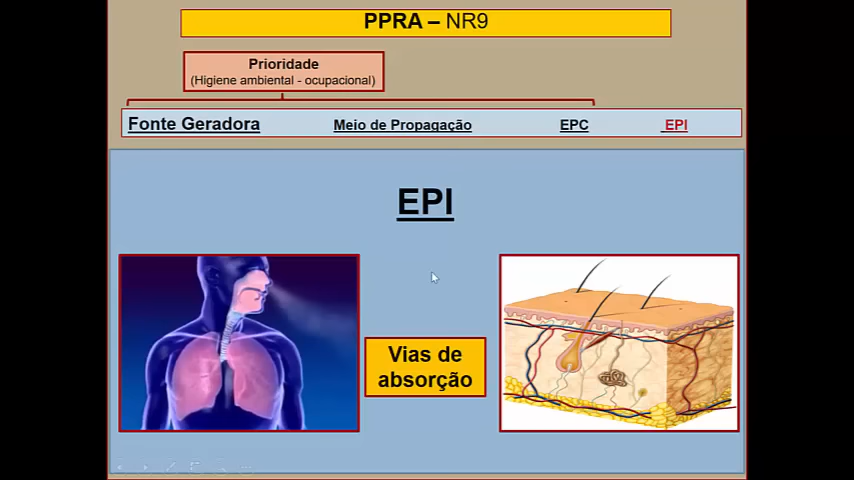 PPRA – NR9
Prioridade
(Higiene ambiental - ocupacional)
Fonte Geradora Meio de Propagação EPC EPI
EPI
Vias de
absorção